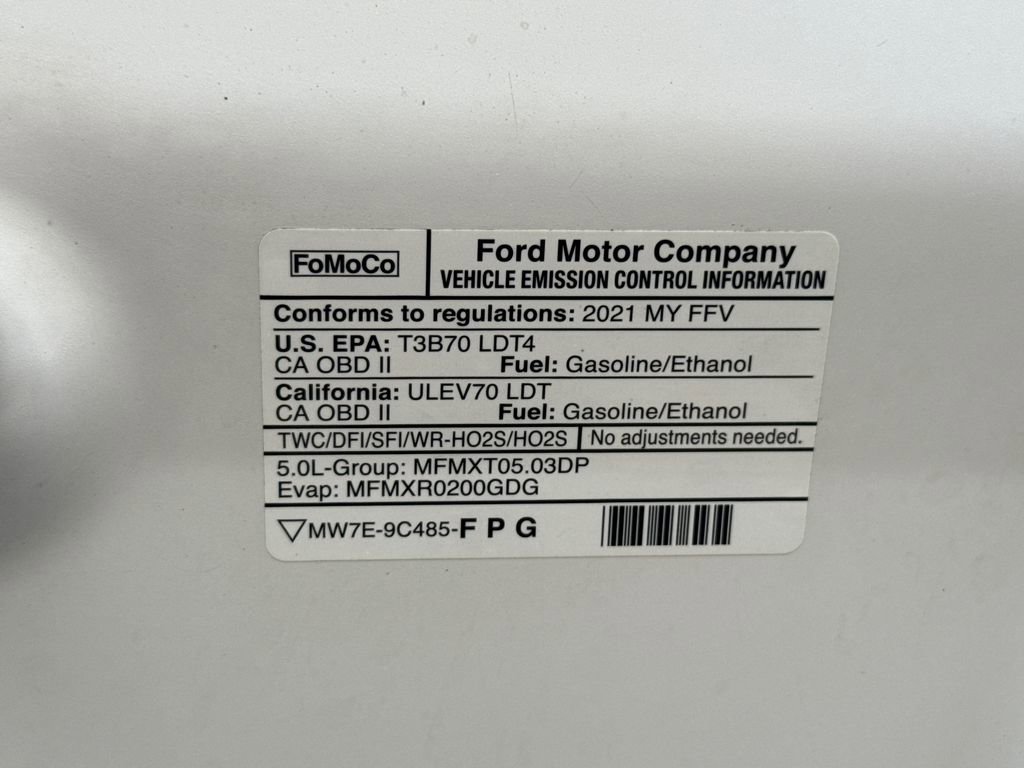 FoMoCo
Ford Motor Company
VEHICLE EMISSION CONTROL INFORMATION
Conforms to regulations: 2021 MY FFV
U.S. EPA: T3B70 LDT4
CA OBD II Fuel: Gasoline/Ethanol
California: ULEV70 LDT
CA OBD II Fuel: Gasoline/Ethanol
TWC/DFI/SFI/WR-HO2S/HO2S No adjustments needed.
5.0L-Group: MFMXT05.03DP
Evap: MFMXR0200GDG
MW7E-9C485-F P G